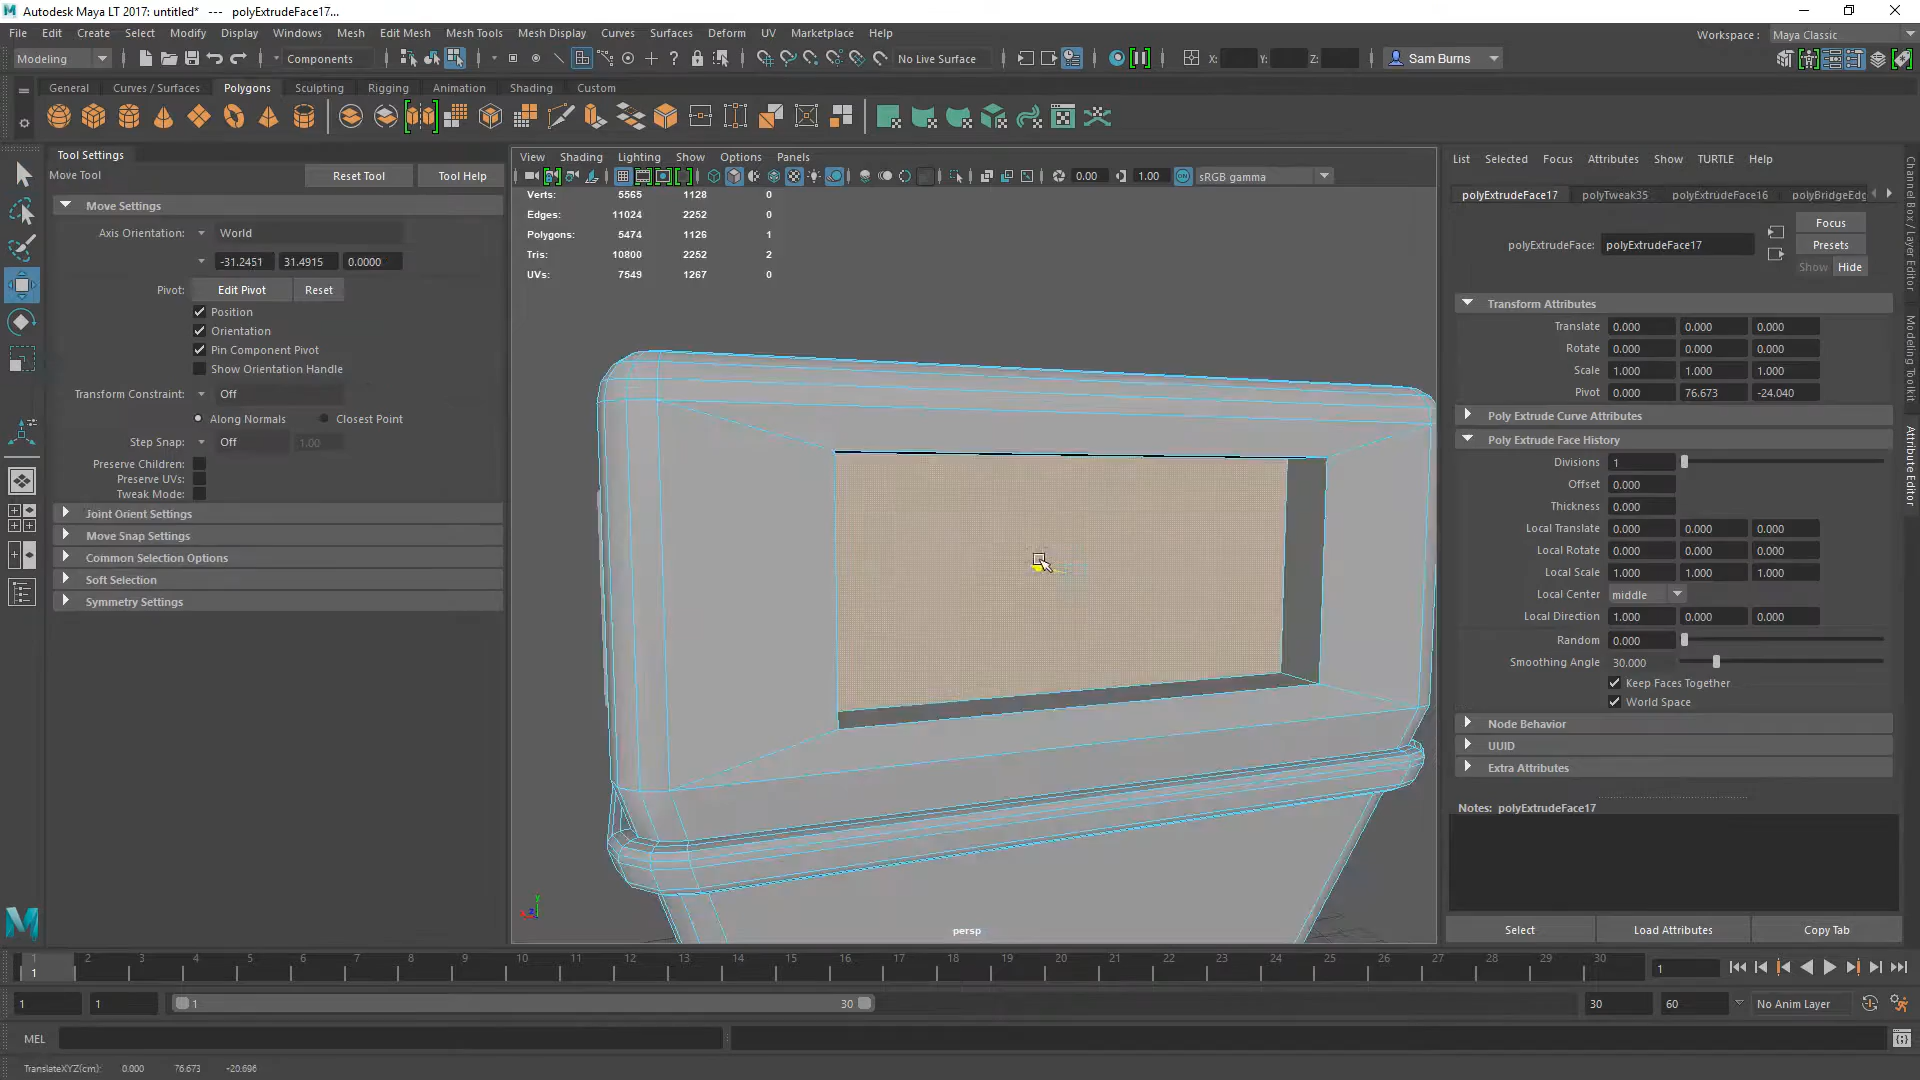 Autodesk Maya LT 2017: untitled*   ---   polyExtrudeFace17...
File Edit Create Select Modify Display Windows Mesh Edit Mesh Mesh Tools Mesh Display Curves Surfaces Deform UV Marketplace Help
Workspace : Maya Classic
Modeling Components No Live Surface X: Y: Z: Sam Burns
General Curves / Surfaces Polygons Sculpting Rigging Animation Shading Custom
Tool Settings
Move Tool Reset Tool Tool Help
Move Settings
Axis Orientation: World
-31.2451 31.4915 0.0000
Pivot: Edit Pivot Reset
Position
Orientation
Pin Component Pivot
Show Orientation Handle
Transform Constraint: Off
Along Normals Closest Point
Step Snap: Off 1.00
Preserve Children:
Preserve UVs:
Tweak Mode:
Joint Orient Settings
Move Snap Settings
Common Selection Options
Soft Selection
Symmetry Settings
View Shading Lighting Show Options Panels
0.00 1.00 sRGB gamma
Verts: 5565 1128 0
Edges: 11024 2252 0
Polygons: 5474 1126 1
Tris: 10800 2252 2
UVs: 7549 1267 0
persp
List Selected Focus Attributes Show TURTLE Help
polyExtrudeFace17 polyTweak35 polyExtrudeFace16 polyBridgeEdg
Focus
polyExtrudeFace: polyExtrudeFace17 Presets
Show Hide
Transform Attributes
Translate 0.000 0.000 0.000
Rotate 0.000 0.000 0.000
Scale 1.000 1.000 1.000
Pivot 0.000 76.673 -24.040
Poly Extrude Curve Attributes
Poly Extrude Face History
Divisions 1
Offset 0.000
Thickness 0.000
Local Translate 0.000 0.000 0.000
Local Rotate 0.000 0.000 0.000
Local Scale 1.000 1.000 1.000
Local Center middle
Local Direction 1.000 0.000 0.000
Random 0.000
Smoothing Angle 30.000
Keep Faces Together
World Space
Node Behavior
UUID
Extra Attributes
Notes: polyExtrudeFace17
Select Load Attributes Copy Tab
Channel Box / Layer Editor
Modeling Toolkit
Attribute Editor
1 2 3 4 5 6 7 8 9 10 11 12 13 14 15 16 17 18 19 20 21 22 23 24 25 26 27 28 29 30
1 1
1 1 1 30 30 60 No Anim Layer
MEL
TranslateXYZ(cm): 0.000 76.673 -20.696